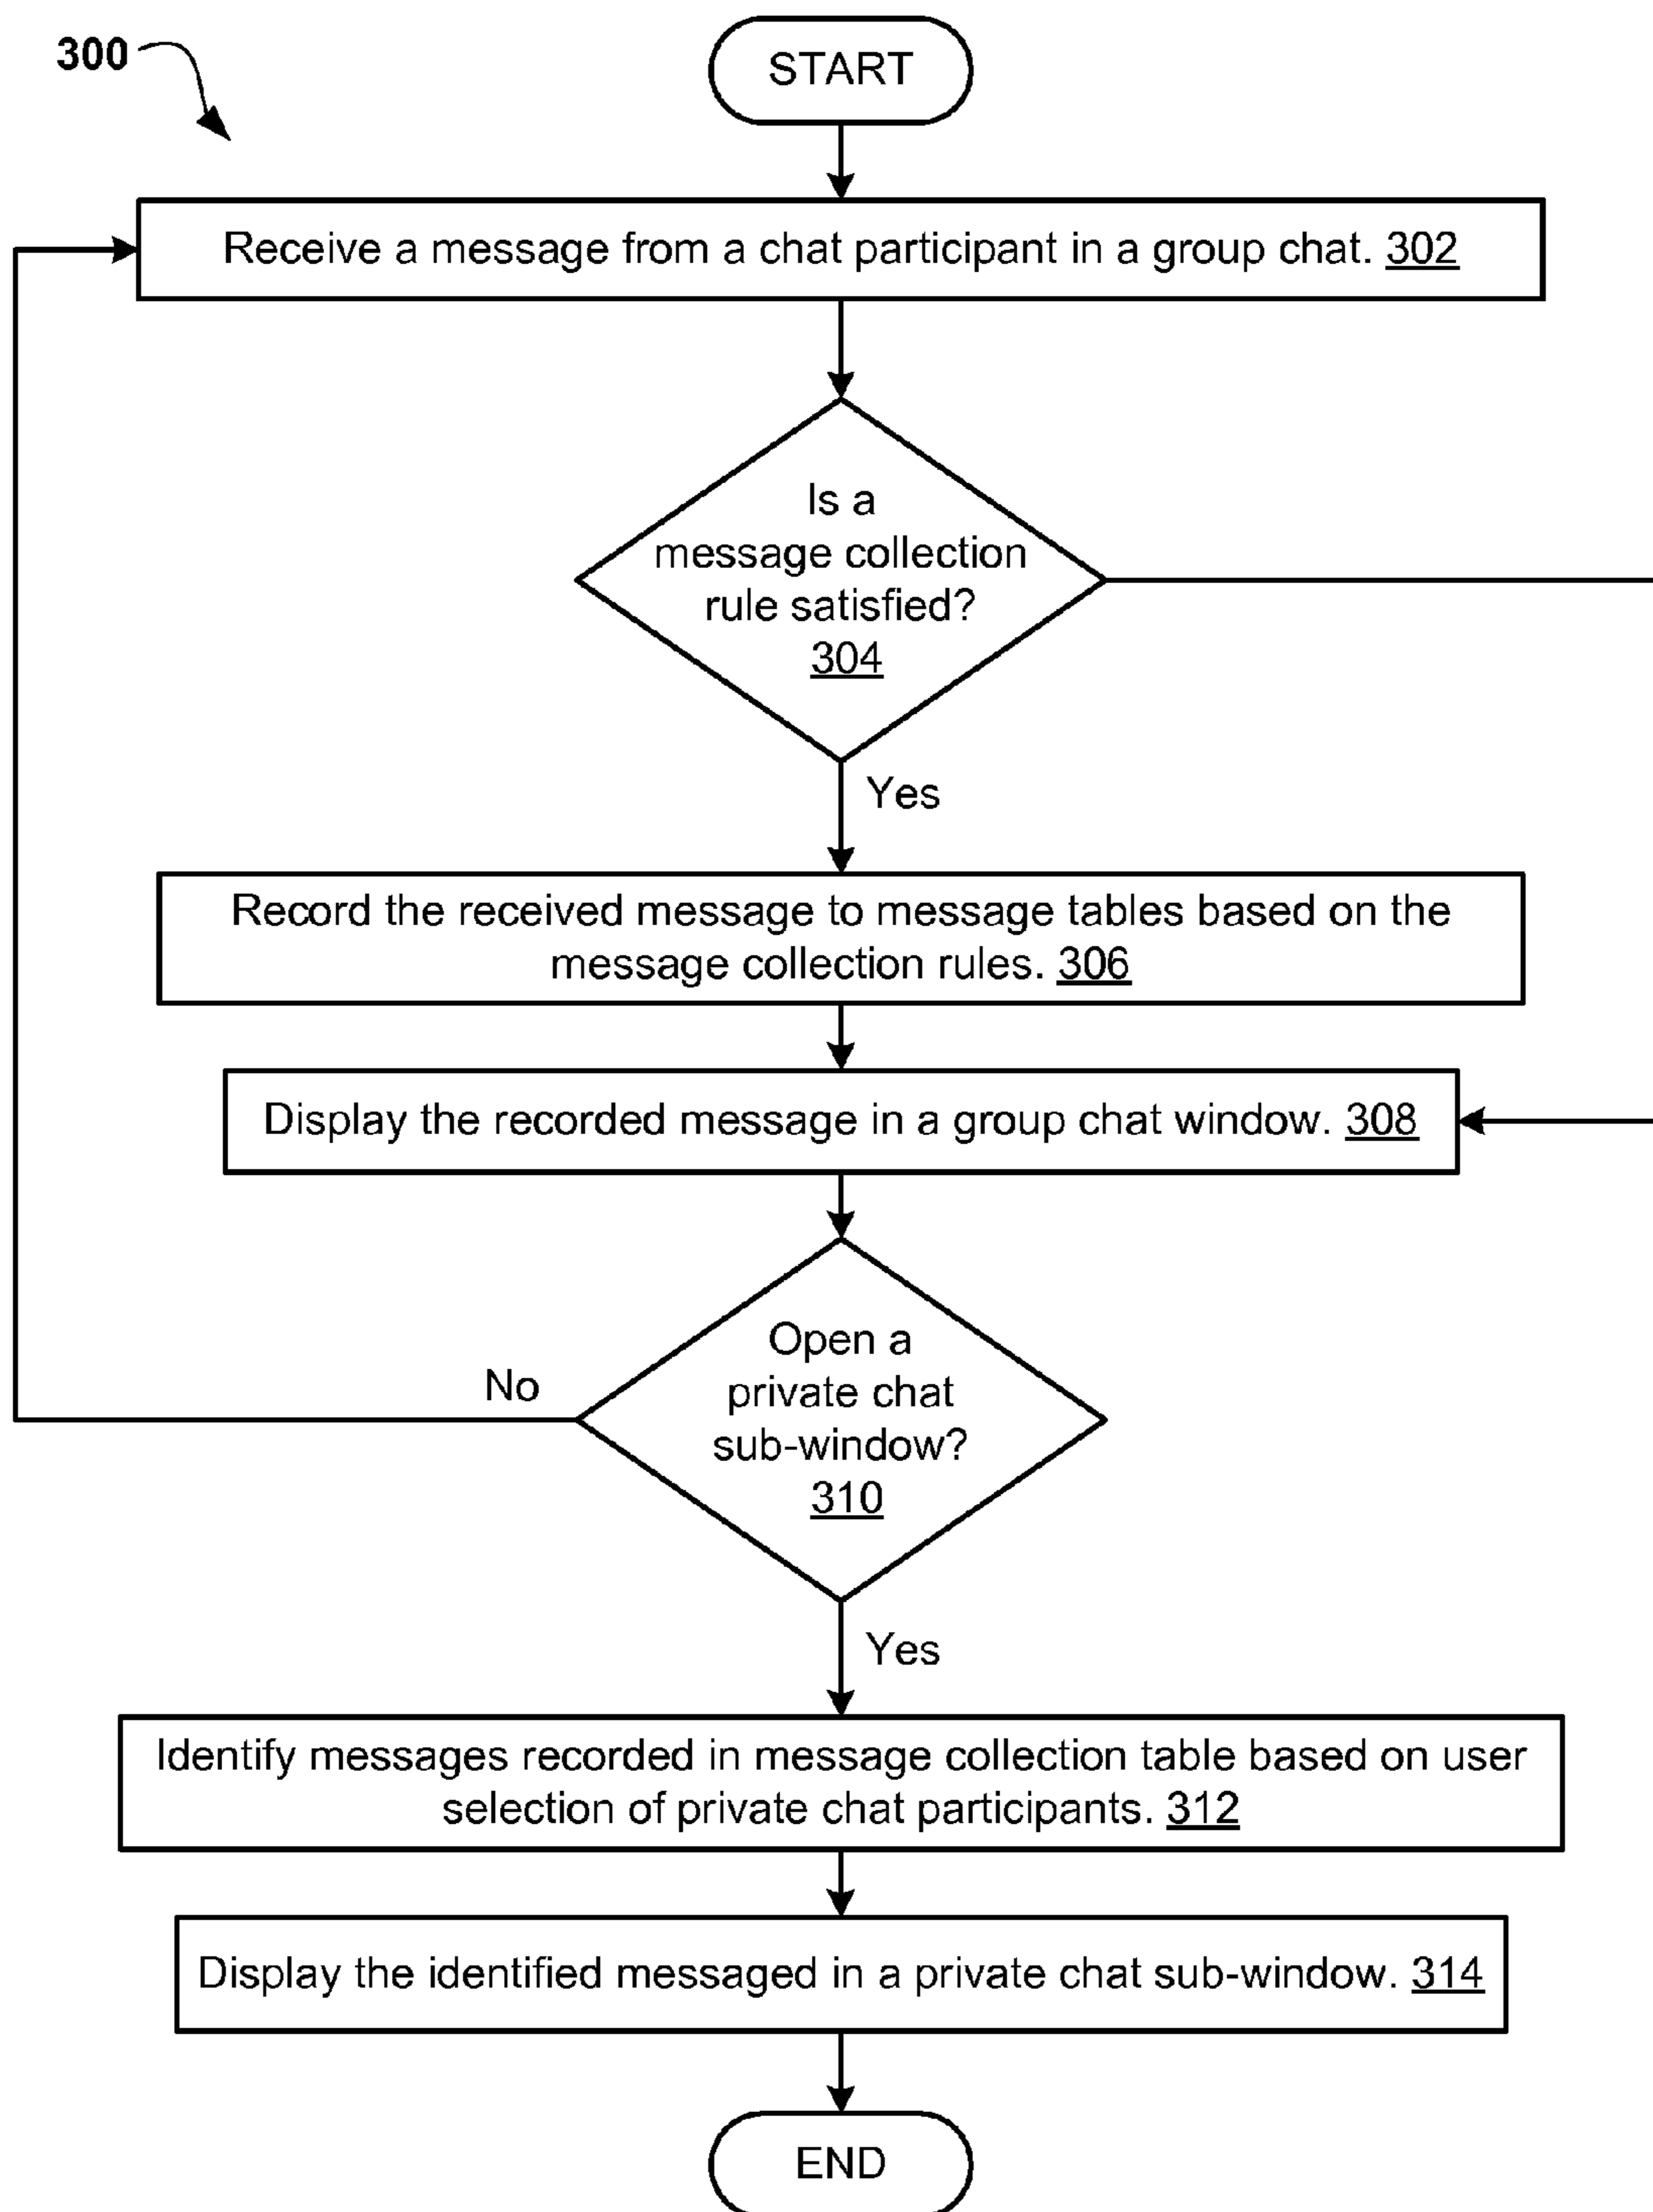 300
START
Receive a message from a chat participant in a group chat. 302
Is a
message collection
rule satisfied?
304
Yes
Record the received message to message tables based on the
message collection rules. 306
Display the recorded message in a group chat window. 308
Open a
private chat
sub-window?
310
No
Yes
Identify messages recorded in message collection table based on user
selection of private chat participants. 312
Display the identified messaged in a private chat sub-window. 314
END